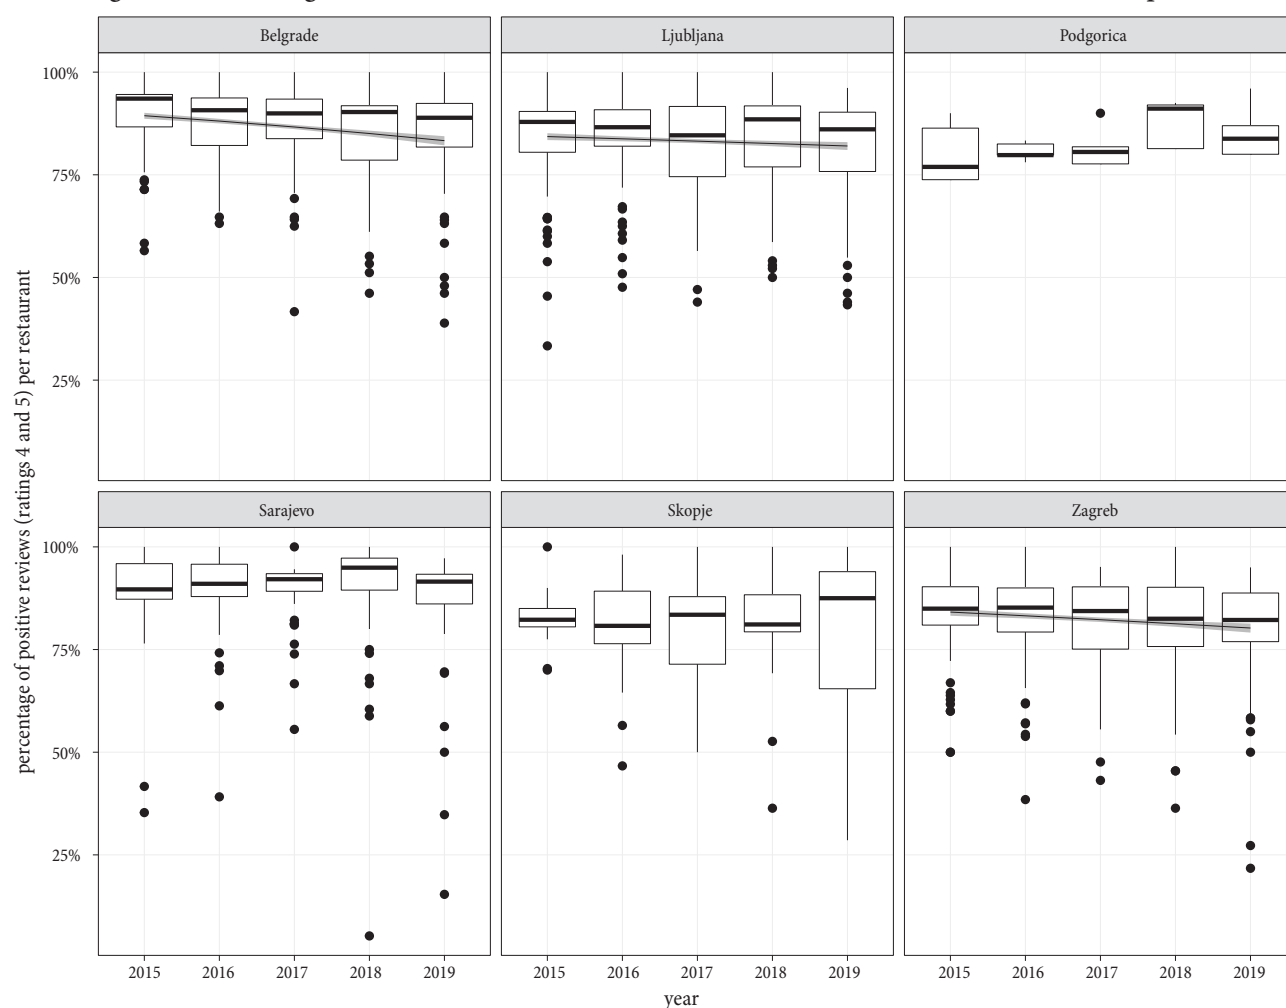 Belgrade Ljubljana Podgorica
100%
75%
50%
25%
percentage of positive reviews (ratings 4 and 5) per restaurant
Sarajevo Skopje Zagreb
100%
75%
50%
25%
2015 2016 2017 2018 2019 2015 2016 2017 2018 2019 2015 2016 2017 2018 2019
year